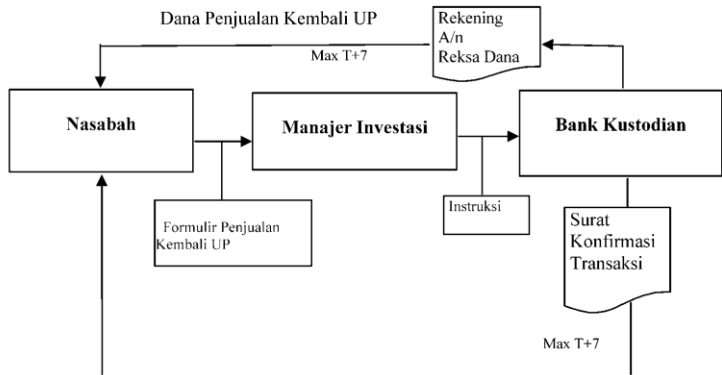 Dana Penjualan Kembali UP
Rekening
A/n
Reksa Dana
Max T+7
Nasabah
Manajer Investasi
Bank Kustodian
Formulir Penjualan
Kembali UP
Instruksi
Surat
Konfirmasi
Transaksi
Max T+7